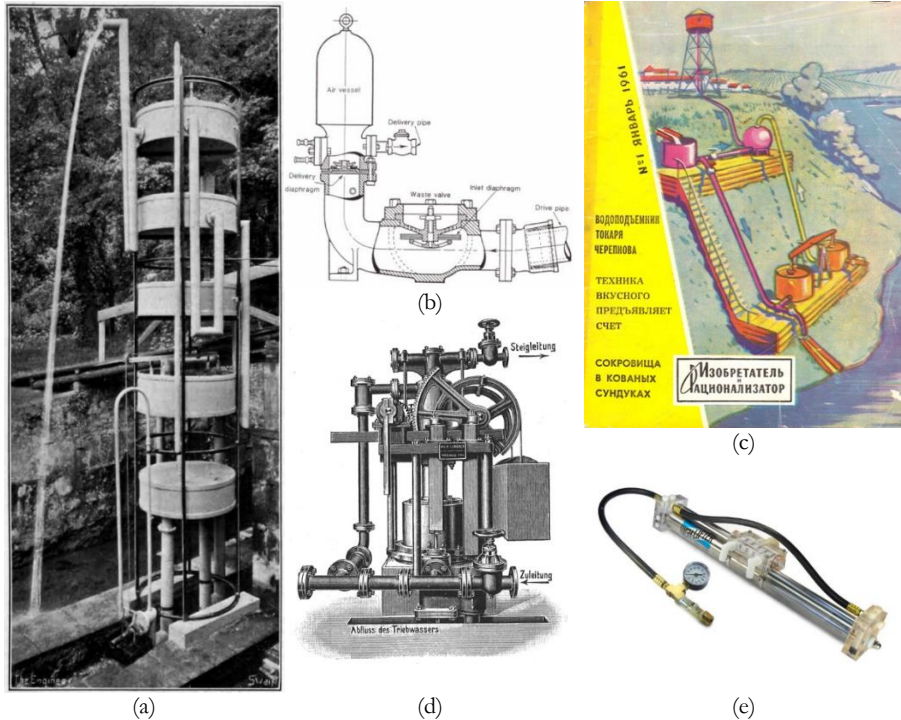 The Engineer
Swain
(a)
Air vessel
Delivery pipe
Delivery
diaphragm
Waste valve
Inlet diaphragm
Drive pipe
(b)
№1 ЯНВАРЬ 1961
ВОДОПОДЪЕМНИК
ТОКАРЯ
ЧЕРЕПНОВА
ТЕХНИКА
ВКУСНОГО
ПРЕДЪЯВЛЯЕТ
СЧЕТ
СОКРОВИЩА
В КОВАНЫХ
СУНДУКАХ
ИЗОБРЕТАТЕЛЬ
И
РАЦИОНАЛИЗАТОР
(c)
Steigleitung
Zuleitung
Abfluss des Triebwassers
(d)
(e)